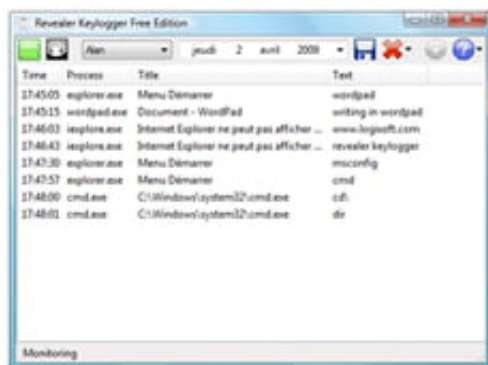 Revealer Keylogger Free Edition
Alan jeudi 2 avril 2009
Time Process Title Text
17:45:05 explorer.exe Menu Démarrer wordpad
17:45:15 wordpad.exe Document - WordPad writing in wordpad
17:46:03 iexplore.exe Internet Explorer ne peut pas afficher ... www.logixoft.com
17:46:43 iexplore.exe Internet Explorer ne peut pas afficher ... revealer keylogger
17:47:30 explorer.exe Menu Démarrer msconfig
17:47:57 explorer.exe Menu Démarrer cmd
17:48:00 cmd.exe C:\Windows\system32\cmd.exe cd\
17:48:01 cmd.exe C:\Windows\system32\cmd.exe dir
Monitoring